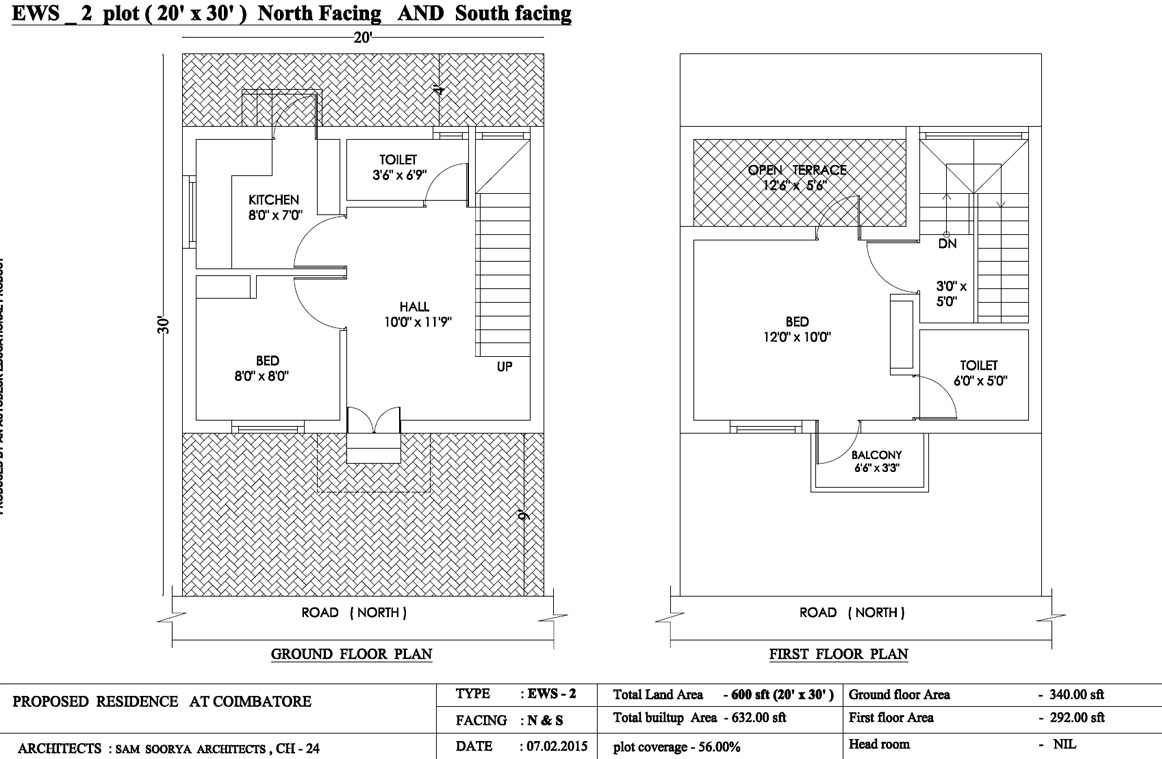 EWS _ 2 plot ( 20' x 30' ) North Facing AND South facing
20'
4'
TOILET
3'6" x 6'9"
KITCHEN
8'0" x 7'0"
HALL
10'0" x 11'9"
30'
BED
8'0" x 8'0"
UP
9'
ROAD ( NORTH )
GROUND FLOOR PLAN
OPEN TERRACE
12'6" x 5'6"
DN
3'0" x
5'0"
BED
12'0" x 10'0"
TOILET
6'0" x 5'0"
BALCONY
6'6" x 3'3"
ROAD ( NORTH )
FIRST FLOOR PLAN
PRODUCED BY AN AUTODESK EDUCATIONAL PRODUCT
PROPOSED RESIDENCE AT COIMBATORE
ARCHITECTS : SAM SOORYA ARCHITECTS , CH - 24
TYPE : EWS - 2
FACING : N & S
DATE : 07.02.2015
Total Land Area - 600 sft (20' x 30' )
Total builtup Area - 632.00 sft
plot coverage - 56.00%
Ground floor Area - 340.00 sft
First floor Area - 292.00 sft
Head room - NIL